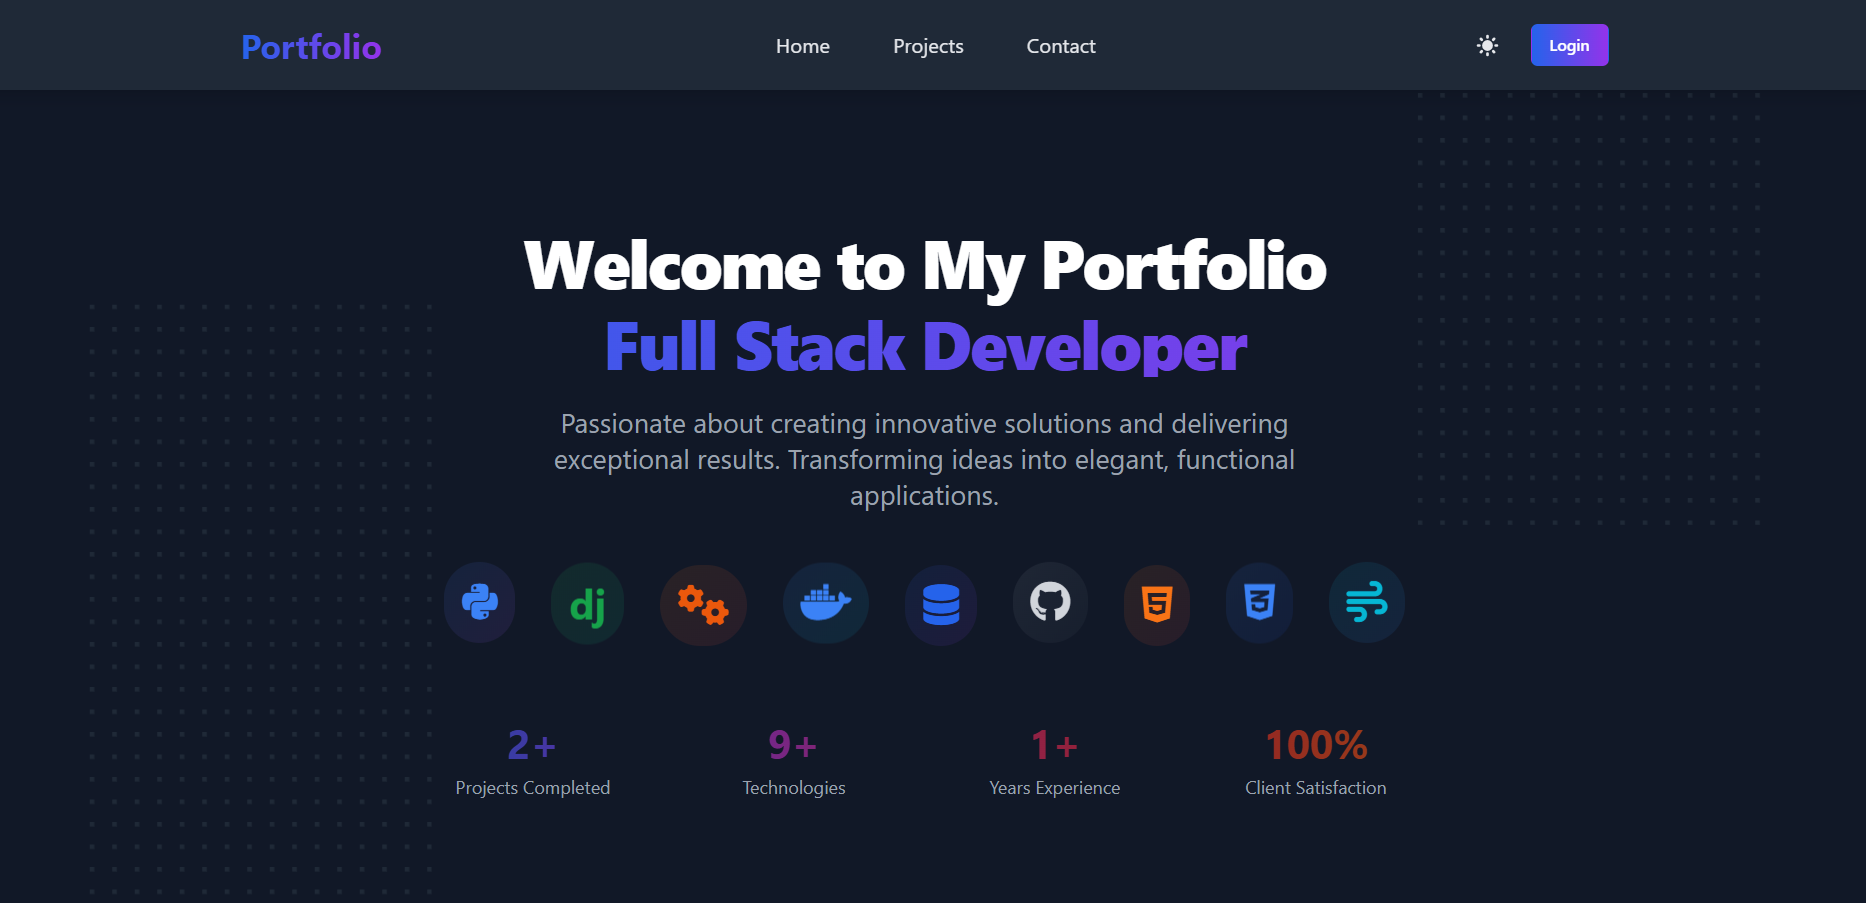 Portfolio
Home Projects Contact
Login
Welcome to My Portfolio
Full Stack Developer
Passionate about creating innovative solutions and delivering
exceptional results. Transforming ideas into elegant, functional
applications.
dj
2+ 9+ 1+ 100%
Projects Completed Technologies Years Experience Client Satisfaction